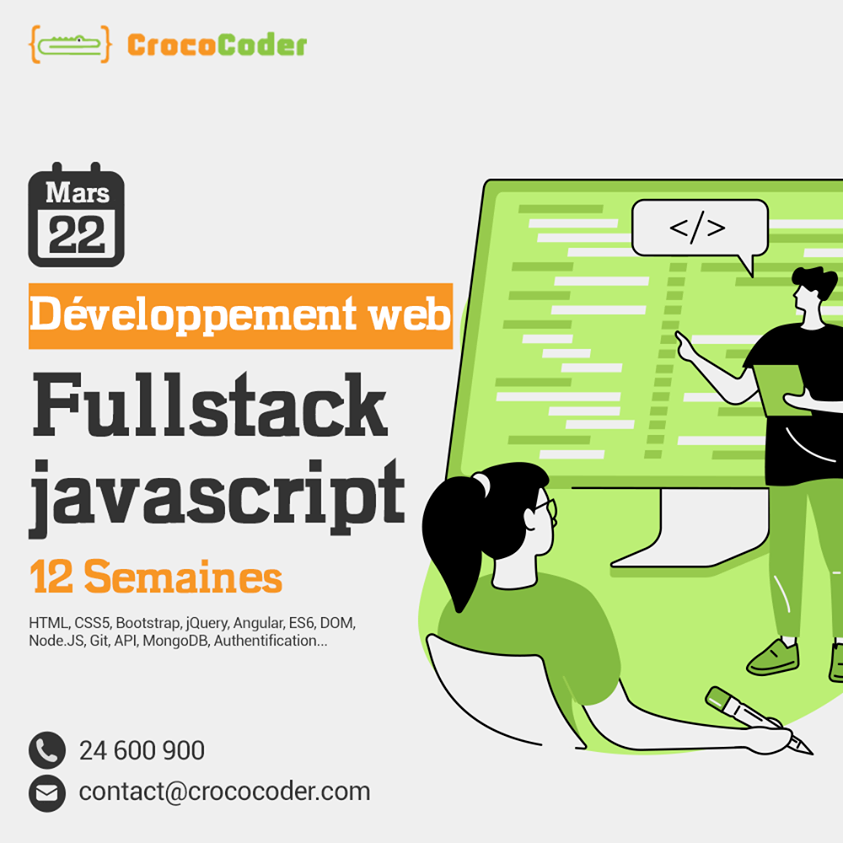 CrocoCoder
Mars
22
Développement web
Fullstack
javascript
12 Semaines
HTML, CSS5, Bootstrap, jQuery, Angular, ES6, DOM,
Node.JS, Git, API, MongoDB, Authentification...
</>
24 600 900
contact@crococoder.com